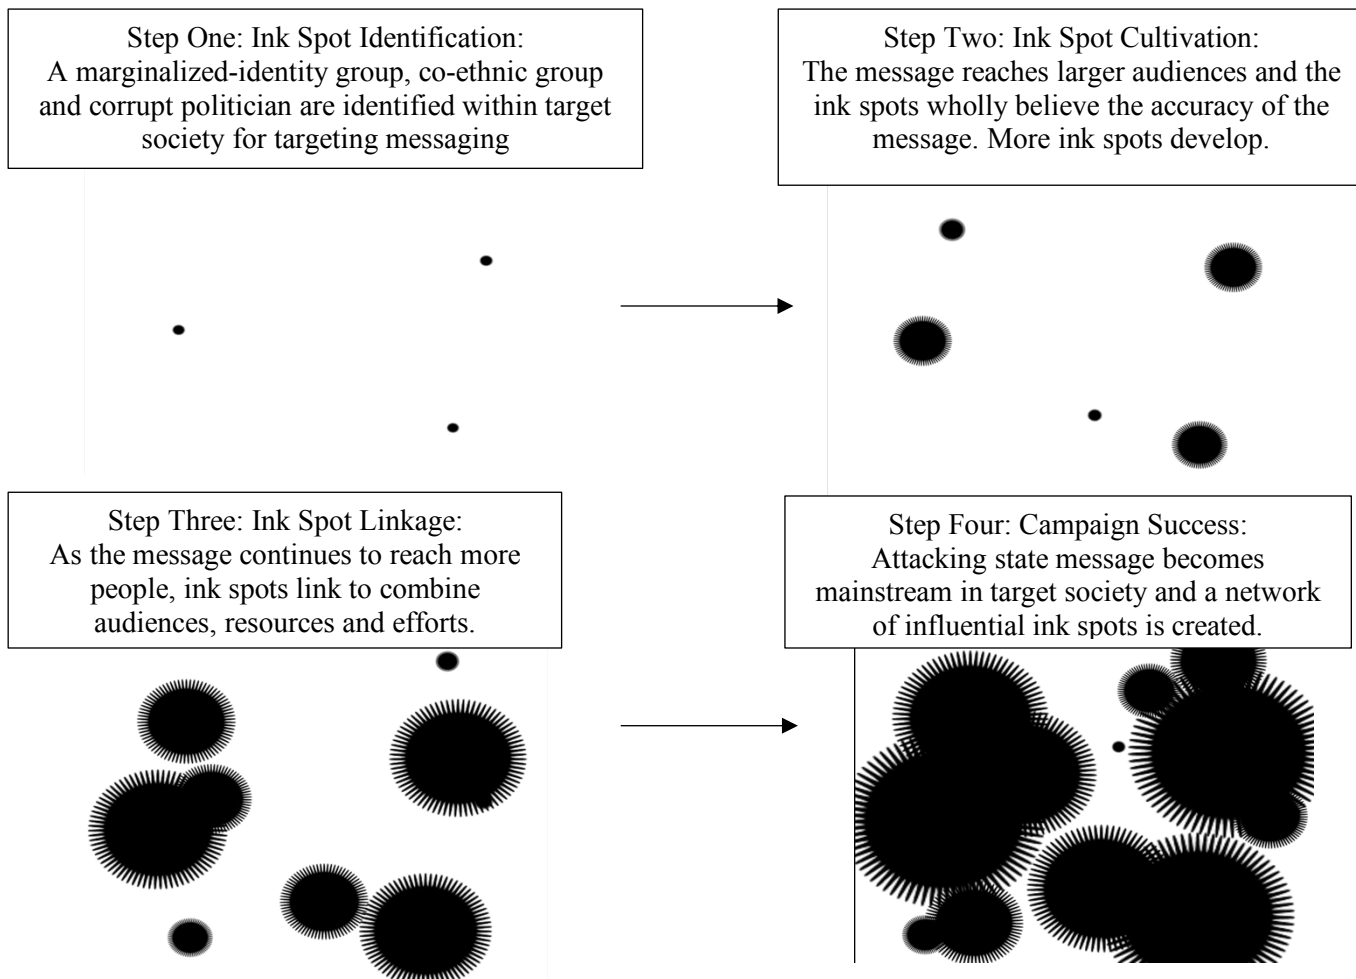 Step One: Ink Spot Identification:
A marginalized-identity group, co-ethnic group
and corrupt politician are identified within target
society for targeting messaging
Step Two: Ink Spot Cultivation:
The message reaches larger audiences and the
ink spots wholly believe the accuracy of the
message. More ink spots develop.
Step Three: Ink Spot Linkage:
As the message continues to reach more
people, ink spots link to combine
audiences, resources and efforts.
Step Four: Campaign Success:
Attacking state message becomes
mainstream in target society and a network
of influential ink spots is created.